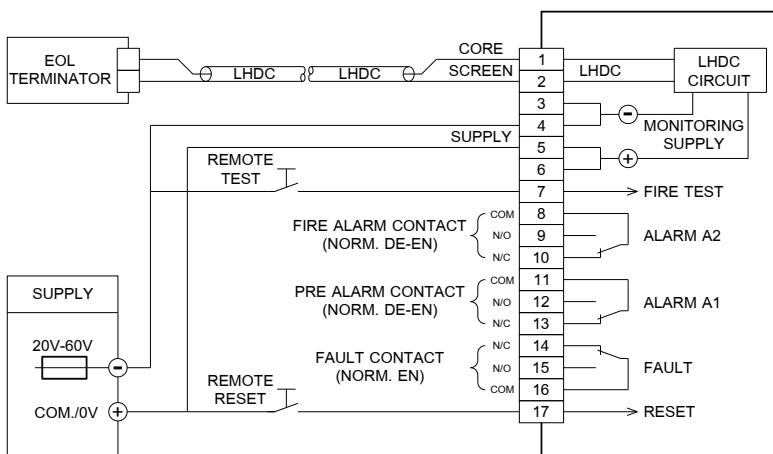 EOL
TERMINATOR
LHDC
LHDC
CORE
SCREEN
1
2
3
4
5
6
7
8
9
10
11
12
13
14
15
16
17
LHDC
LHDC
CIRCUIT
−
MONITORING
SUPPLY
+
SUPPLY
REMOTE
TEST
FIRE TEST
FIRE ALARM CONTACT
(NORM. DE-EN)
COM
N/O
N/C
ALARM A2
PRE ALARM CONTACT
(NORM. DE-EN)
COM
N/O
N/C
ALARM A1
FAULT CONTACT
(NORM. EN)
N/C
N/O
COM
FAULT
SUPPLY
20V-60V
−
COM./0V
+
REMOTE
RESET
RESET